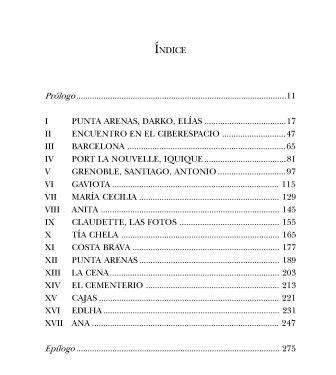 ÍNDICE
Prólogo 11
I PUNTA ARENAS, DARKO, ELÍAS 17
II ENCUENTRO EN EL CIBERESPACIO 47
III BARCELONA 65
IV PORT LA NOUVELLE, IQUIQUE 81
V GRENOBLE, SANTIAGO, ANTONIO 97
VI GAVIOTA 115
VII MARÍA CECILIA 129
VIII ANITA 145
IX CLAUDETTE, LAS FOTOS 155
X TÍA CHELA 165
XI COSTA BRAVA 177
XII PUNTA ARENAS 189
XIII LA CENA 203
XIV EL CEMENTERIO 213
XV CAJAS 221
XVI EDLHA 231
XVII ANA 247
Epílogo 275